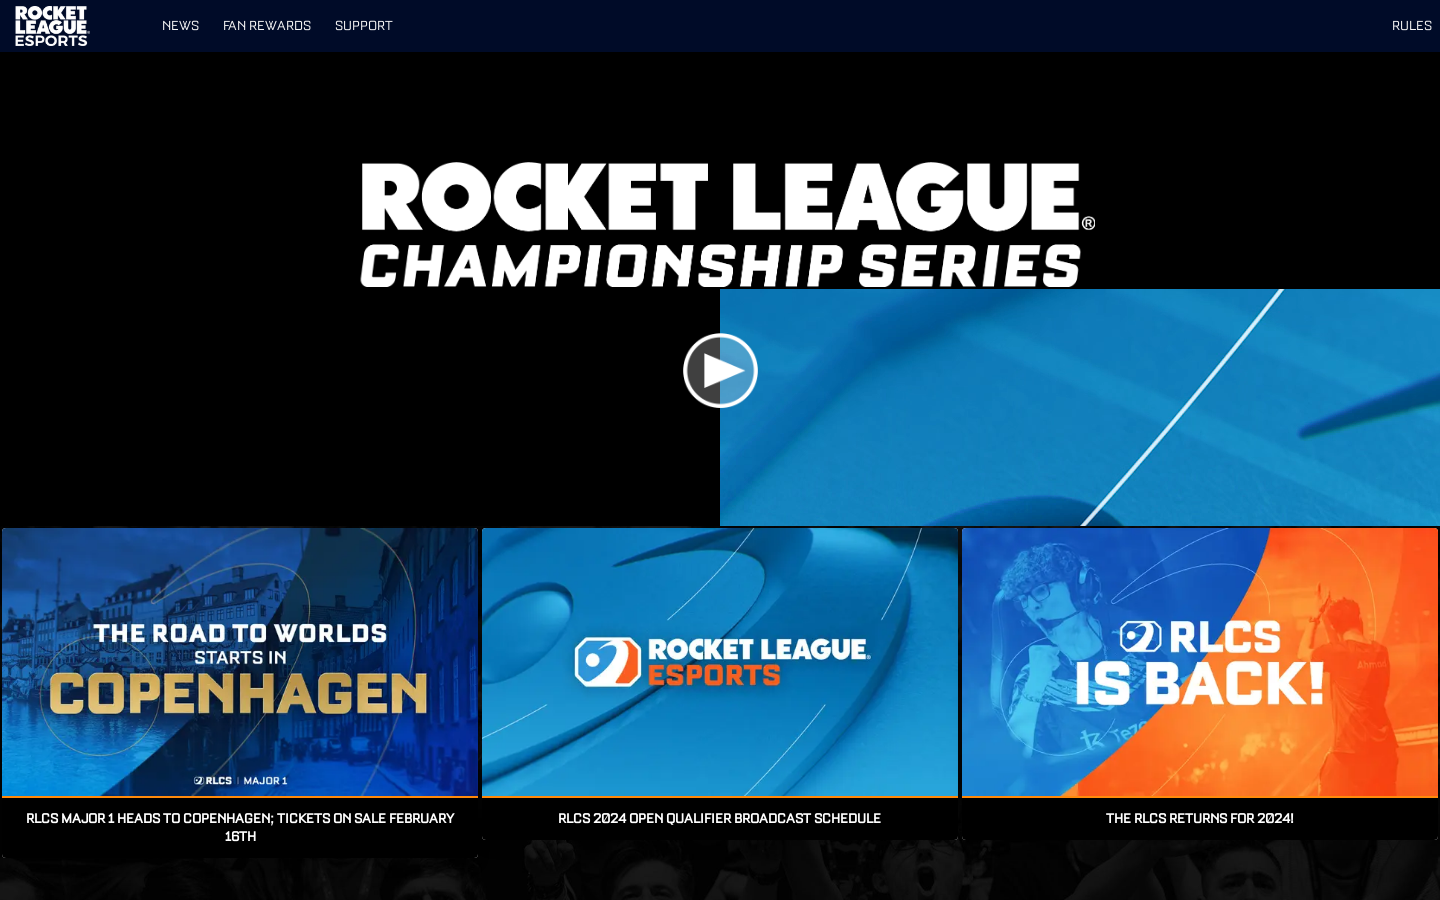 ROCKET
LEAGUE
ESPORTS
NEWS
FAN REWARDS
SUPPORT
RULES
ROCKET LEAGUE®
CHAMPIONSHIP SERIES
THE ROAD TO WORLDS
STARTS IN
COPENHAGEN
RLCS | MAJOR 1
RLCS MAJOR 1 HEADS TO COPENHAGEN; TICKETS ON SALE FEBRUARY
16TH
ROCKET LEAGUE
ESPORTS
RLCS 2024 OPEN QUALIFIER BROADCAST SCHEDULE
RLCS
IS BACK!
THE RLCS RETURNS FOR 2024!